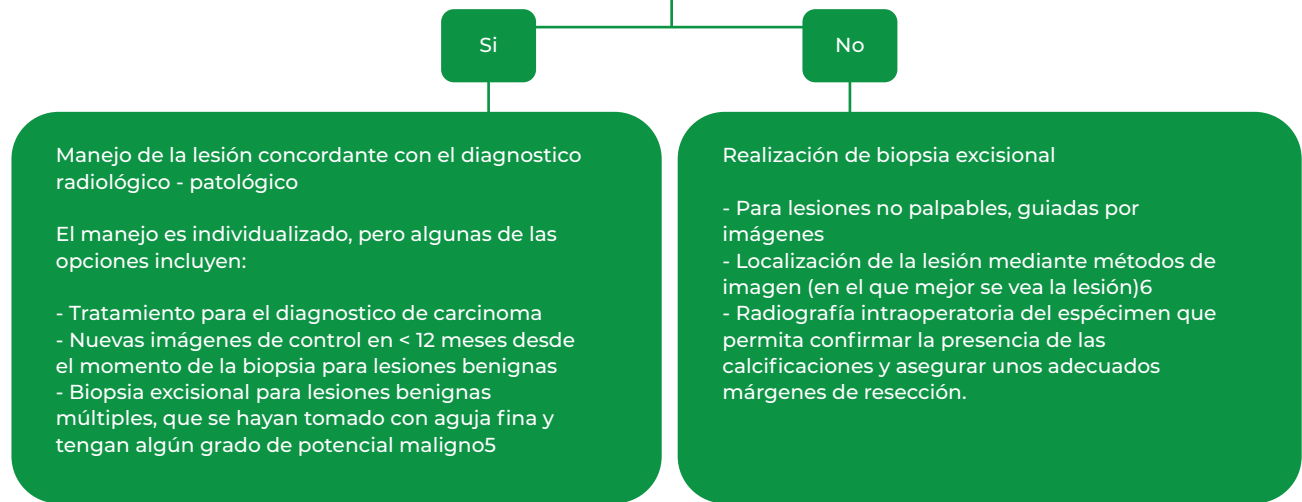 Si
No
Manejo de la lesión concordante con el diagnostico
radiológico - patológico
El manejo es individualizado, pero algunas de las
opciones incluyen:
- Tratamiento para el diagnostico de carcinoma
- Nuevas imágenes de control en < 12 meses desde
el momento de la biopsia para lesiones benignas
- Biopsia excisional para lesiones benignas
múltiples, que se hayan tomado con aguja fina y
tengan algún grado de potencial maligno5
Realización de biopsia excisional
- Para lesiones no palpables, guiadas por
imágenes
- Localización de la lesión mediante métodos de
imagen (en el que mejor se vea la lesión)6
- Radiografía intraoperatoria del espécimen que
permita confirmar la presencia de las
calcificaciones y asegurar unos adecuados
márgenes de resección.